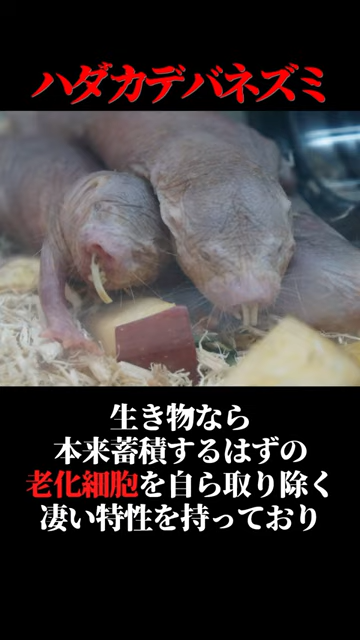 ハダカデバネズミ
生き物なら
本来蓄積するはずの
老化細胞を自ら取り除く
凄い特性を持っており